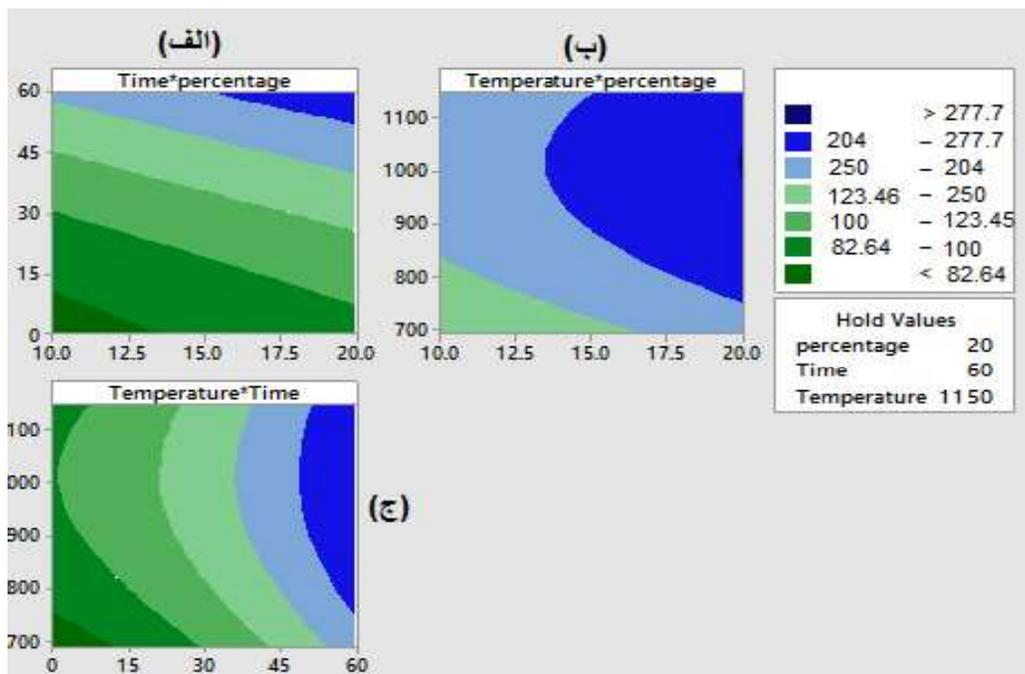 (الف)
(ب)
Time*percentage
60
45
30
15
0
10.0 12.5 15.0 17.5 20.0
Temperature*percentage
1100
1000
900
800
700
10.0 12.5 15.0 17.5 20.0
> 277.7
204 – 277.7
250 – 204
123.46 – 250
100 – 123.45
82.64 – 100
< 82.64
Hold Values
percentage 20
Time 60
Temperature 1150
Temperature*Time
100
000
900
800
700
0 15 30 45 60
(ج)